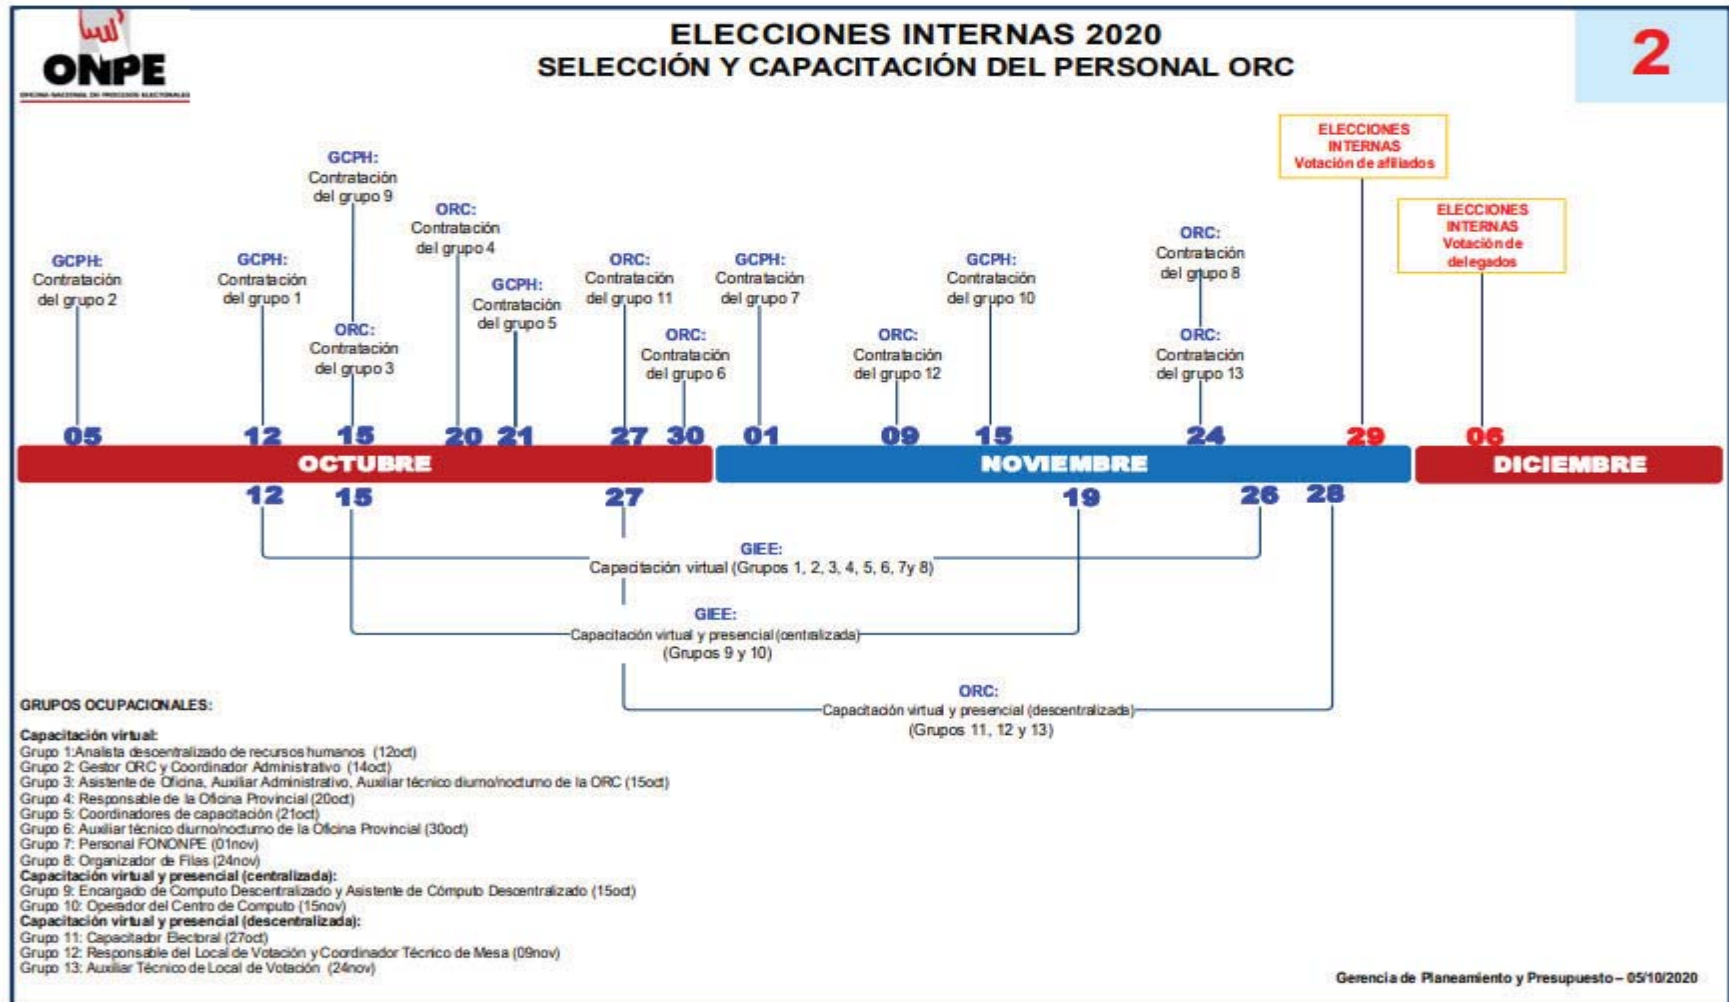 ONPE
OFICINA NACIONAL DE PROCESOS ELECTORALES
ELECCIONES INTERNAS 2020
SELECCIÓN Y CAPACITACIÓN DEL PERSONAL ORC
2
GCPH:
Contratación
del grupo 2
GCPH:
Contratación
del grupo 1
GCPH:
Contratación
del grupo 9
ORC:
Contratación
del grupo 3
ORC:
Contratación
del grupo 4
GCPH:
Contratación
del grupo 5
ORC:
Contratación
del grupo 11
ORC:
Contratación
del grupo 6
GCPH:
Contratación
del grupo 7
ORC:
Contratación
del grupo 12
GCPH:
Contratación
del grupo 10
ORC:
Contratación
del grupo 8
ORC:
Contratación
del grupo 13
ELECCIONES
INTERNAS
Votación de afiliados
ELECCIONES
INTERNAS
Votación de
delegados
05 12 15 20 21 27 30 01 09 15 24 29 06
OCTUBRE NOVIEMBRE DICIEMBRE
12 15 27 19 26 28
GIEE:
Capacitación virtual (Grupos 1, 2, 3, 4, 5, 6, 7y 8)
GIEE:
Capacitación virtual y presencial (centralizada)
(Grupos 9 y 10)
ORC:
Capacitación virtual y presencial (descentralizada)
(Grupos 11, 12 y 13)
GRUPOS OCUPACIONALES:
Capacitación virtual:
Grupo 1:Analista descentralizado de recursos humanos (12oct)
Grupo 2: Gestor ORC y Coordinador Administrativo (14oct)
Grupo 3: Asistente de Oficina, Auxiliar Administrativo, Auxiliar técnico diurno/nocturno de la ORC (15oct)
Grupo 4: Responsable de la Oficina Provincial (20oct)
Grupo 5: Coordinadores de capacitación (21oct)
Grupo 6: Auxiliar técnico diurno/nocturno de la Oficina Provincial (30oct)
Grupo 7: Personal FONONPE (01nov)
Grupo 8: Organizador de Filas (24nov)
Capacitación virtual y presencial (centralizada):
Grupo 9: Encargado de Computo Descentralizado y Asistente de Cómputo Descentralizado (15oct)
Grupo 10: Operador del Centro de Computo (15nov)
Capacitación virtual y presencial (descentralizada):
Grupo 11: Capacitador Electoral (27oct)
Grupo 12: Responsable del Local de Votación y Coordinador Técnico de Mesa (09nov)
Grupo 13: Auxiliar Técnico de Local de Votación (24nov)
Gerencia de Planeamiento y Presupuesto – 05/10/2020